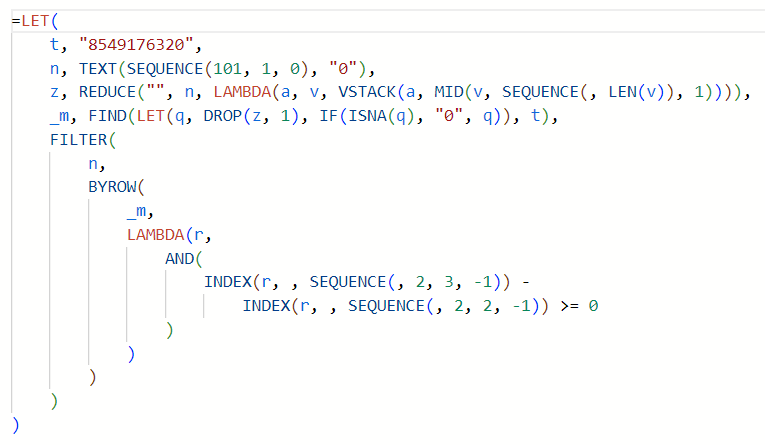 =LET(
t, "8549176320",
n, TEXT(SEQUENCE(101, 1, 0), "0"),
z, REDUCE("", n, LAMBDA(a, v, VSTACK(a, MID(v, SEQUENCE(, LEN(v)), 1)))),
_m, FIND(LET(q, DROP(z, 1), IF(ISNA(q), "0", q)), t),
FILTER(
n,
BYROW(
_m,
LAMBDA(r,
AND(
INDEX(r, , SEQUENCE(, 2, 3, -1)) -
INDEX(r, , SEQUENCE(, 2, 2, -1)) >= 0
)
)
)
)
)